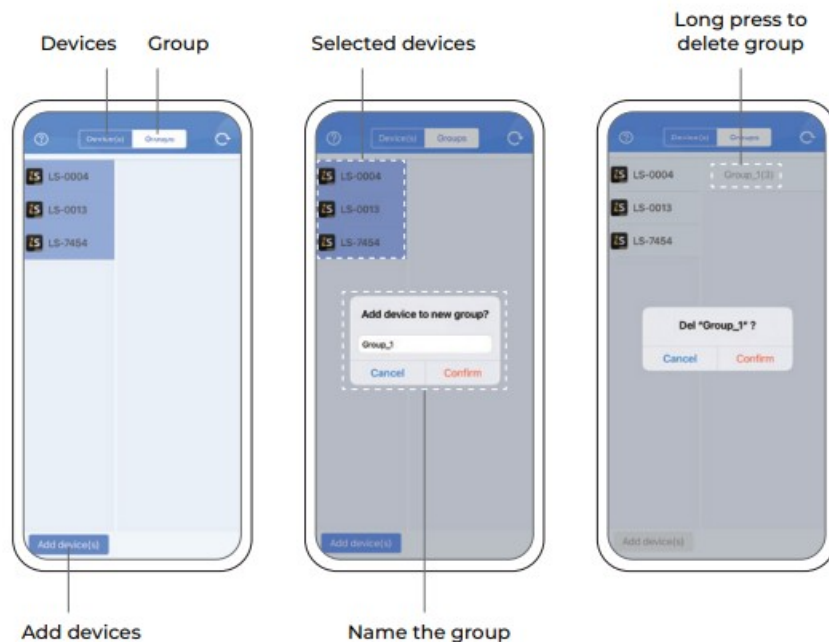 Devices
Group
Selected devices
Long press to
delete group
Device(s)
Groups
LS-0004
LS-0013
LS-7454
Add device(s)
Device(s)
Groups
LS-0004
LS-0013
LS-7454
Add device to new group?
Group_1
Cancel
Confirm
Add device(s)
Device(s)
Groups
LS-0004
Group_1(3)
LS-0013
LS-7454
Del "Group_1" ?
Cancel
Confirm
Add device(s)
Add devices
Name the group